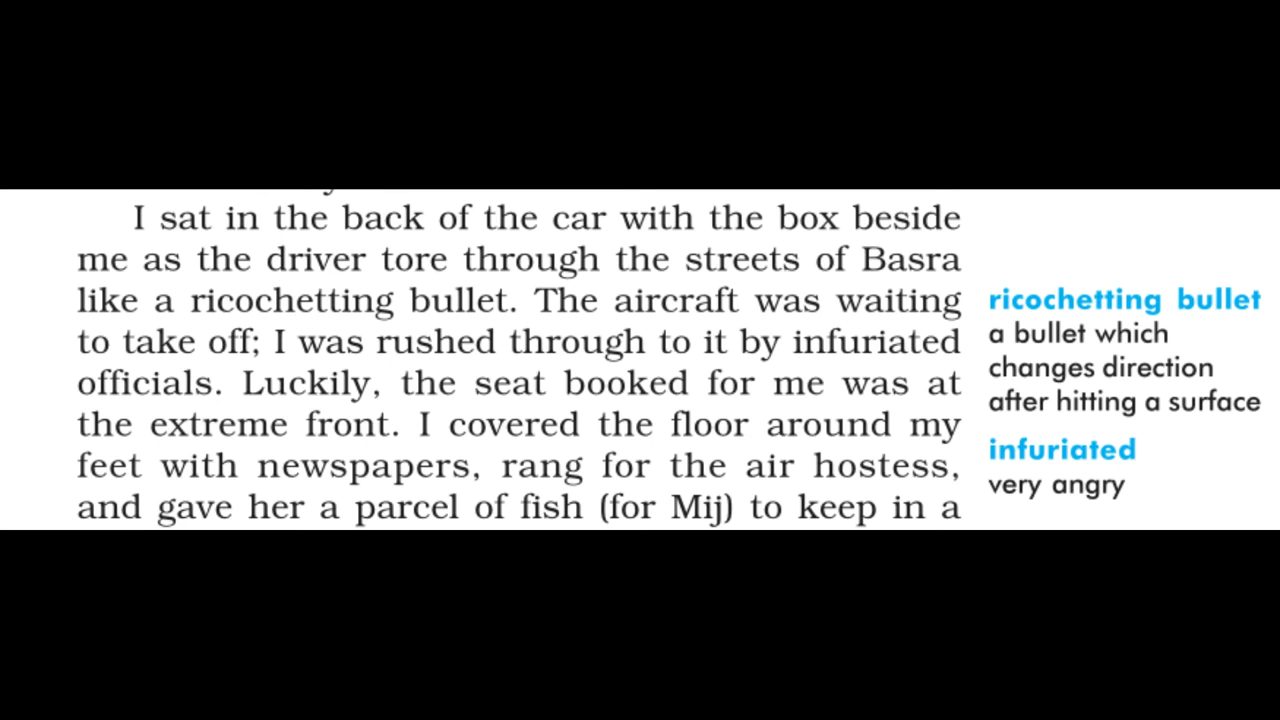 I sat in the back of the car with the box beside
me as the driver tore through the streets of Basra
like a ricochetting bullet. The aircraft was waiting
to take off; I was rushed through to it by infuriated
officials. Luckily, the seat booked for me was at
the extreme front. I covered the floor around my
feet with newspapers, rang for the air hostess,
and gave her a parcel of fish (for Mij) to keep in a
ricochetting bullet
a bullet which
changes direction
after hitting a surface
infuriated
very angry